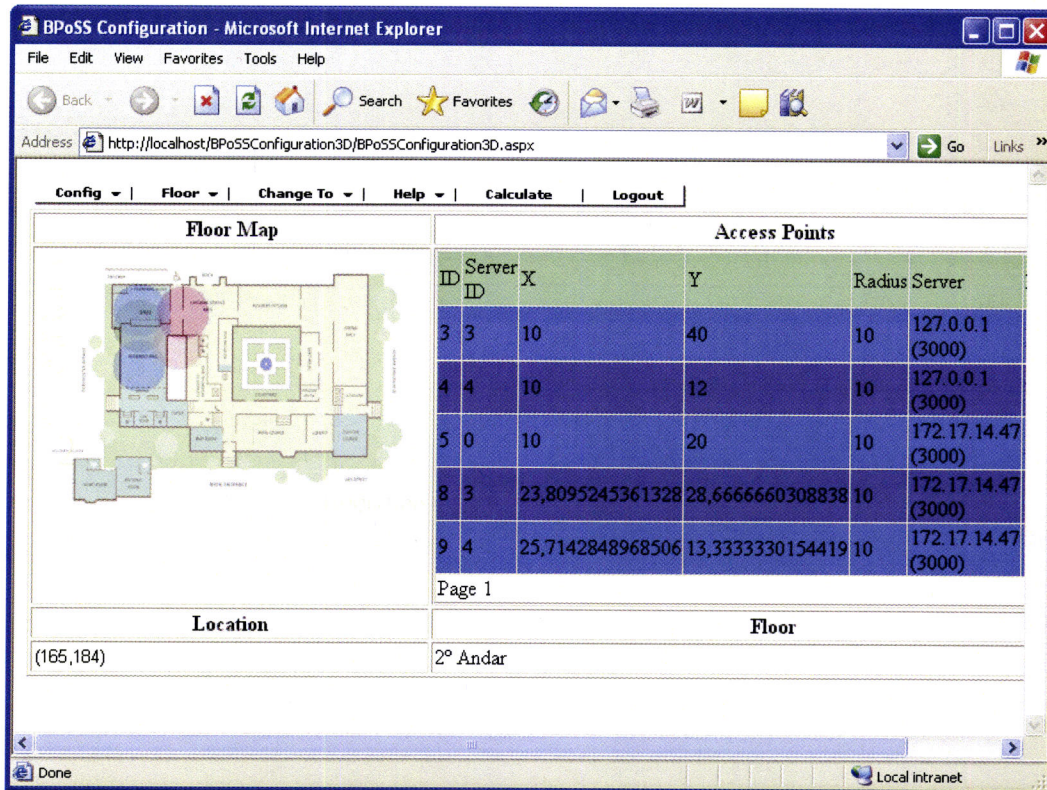 BPoSS Configuration - Microsoft Internet Explorer
File Edit View Favorites Tools Help
Back Search Favorites
Address http://localhost/BPoSSConfiguration3D/BPoSSConfiguration3D.aspx Go Links »
Config Floor Change To Help Calculate Logout
Floor Map
Access Points
ID Server ID X Y Radius Server
3 3 10 40 10 127.0.0.1 (3000)
4 4 10 12 10 127.0.0.1 (3000)
5 0 10 20 10 172.17.14.47 (3000)
8 3 23,8095245361328 28,6666660308838 10 172.17.14.47 (3000)
9 4 25,7142848968506 13,3333330154419 10 172.17.14.47 (3000)
Page 1
Location
Floor
(165,184)
2º Andar
Done
Local intranet